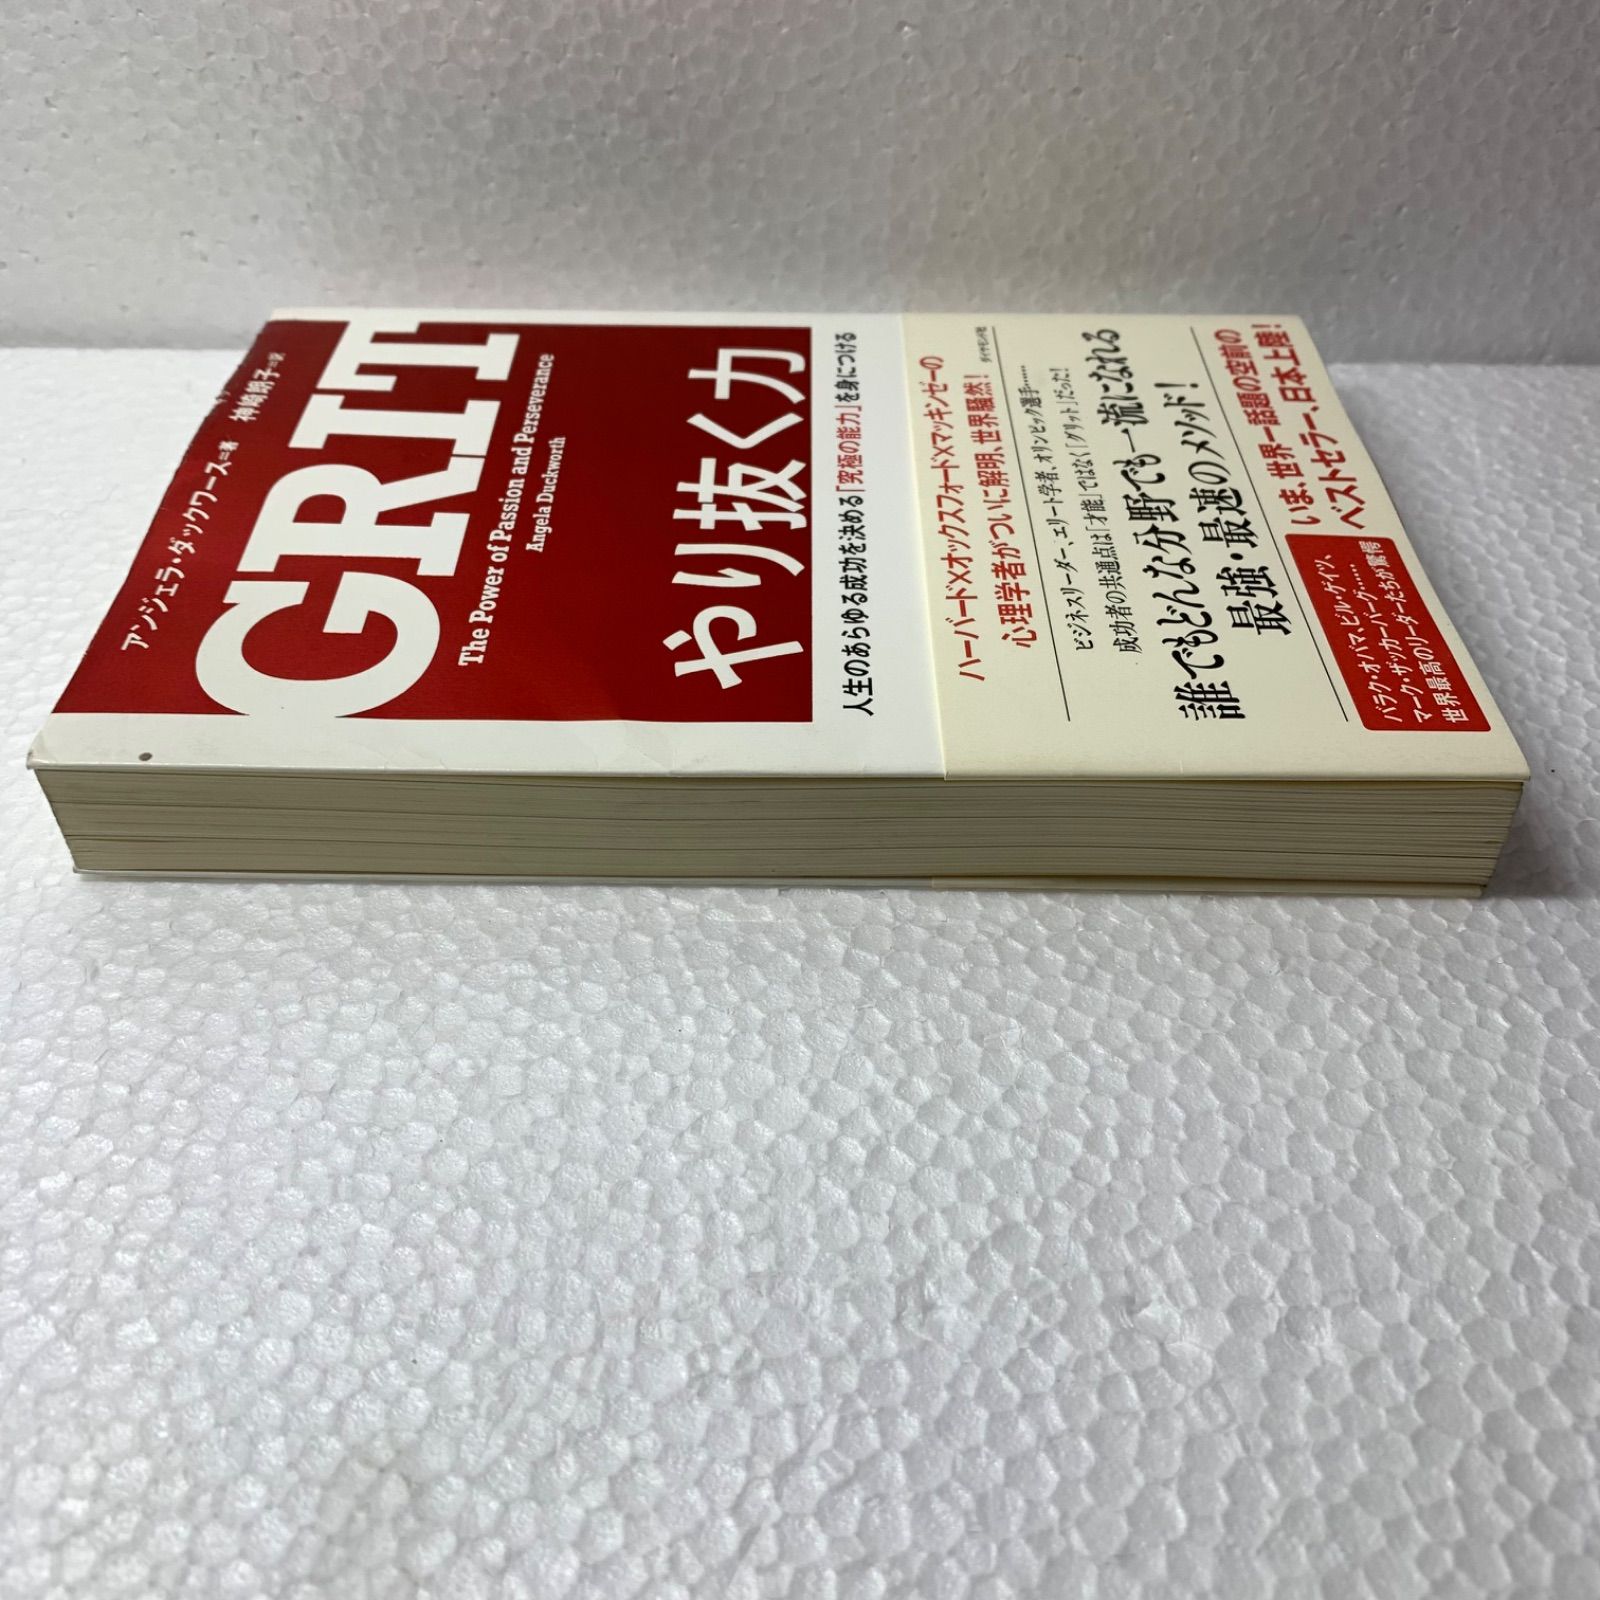 アンジェラ・ダックワース=著
神崎朗子=訳
GRIT
The Power of Passion and Perseverance
Angela Duckworth
やり抜く力
人生のあらゆる成功を決める「究極の能力」を身につける
ダイヤモンド社
ハーバード×オックスフォード×マッキンゼーの
心理学者がついに解明、世界騒然!
ビジネスリーダー、エリート学者、オリンピック選手……
成功者の共通点は「才能」ではなく「グリット」だった!
誰でもどんな分野でも一流になれる
最強・最速のメソッド!
いま、世界一話題の空前の
ベストセラー、日本上陸!
バラク・オバマ、ビル・ゲイツ、
マーク・ザッカーバーグ……
世界最高のリーダーたちが驚愕